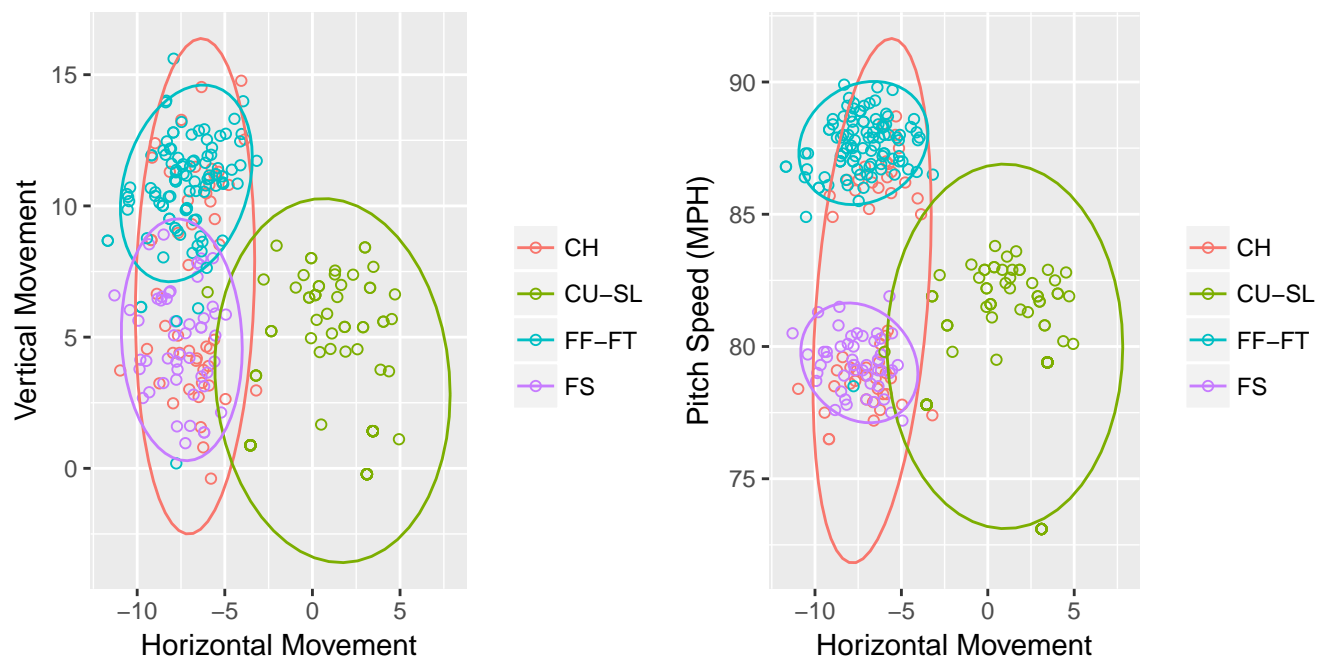 Vertical Movement
15
10
5
0
−10 −5 0 5
Horizontal Movement
CH
CU−SL
FF−FT
FS
Pitch Speed (MPH)
90
85
80
75
−10 −5 0 5
Horizontal Movement
CH
CU−SL
FF−FT
FS